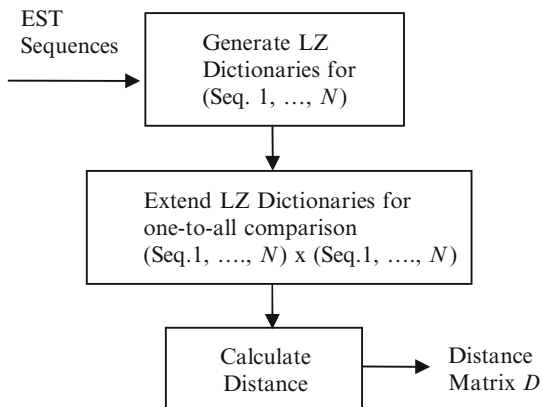 EST
Sequences
Generate LZ
Dictionaries for
(Seq. 1, ..., N)
Extend LZ Dictionaries for
one-to-all comparison
(Seq.1, ...., N) x (Seq.1, ...., N)
Calculate
Distance
Distance
Matrix D